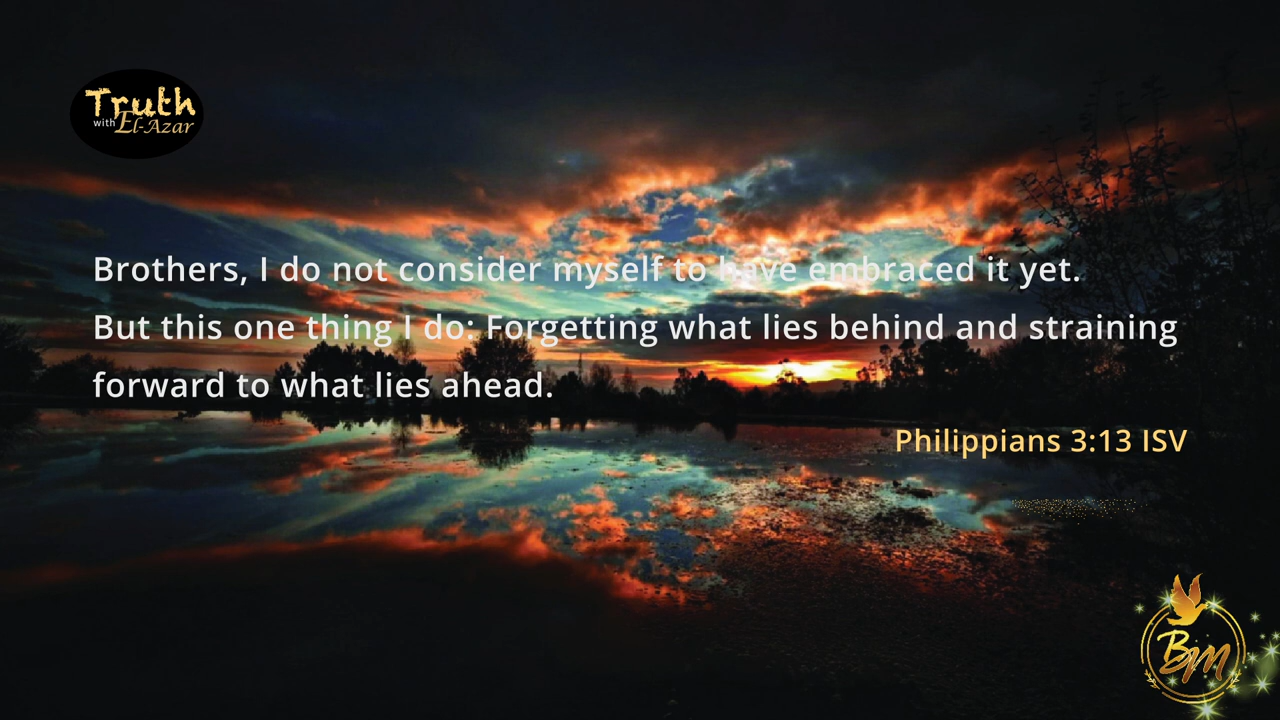 Truth
with El-Azar
Brothers, I do not consider myself to have embraced it yet.
But this one thing I do: Forgetting what lies behind and straining
forward to what lies ahead.
Philippians 3:13 ISV
BM